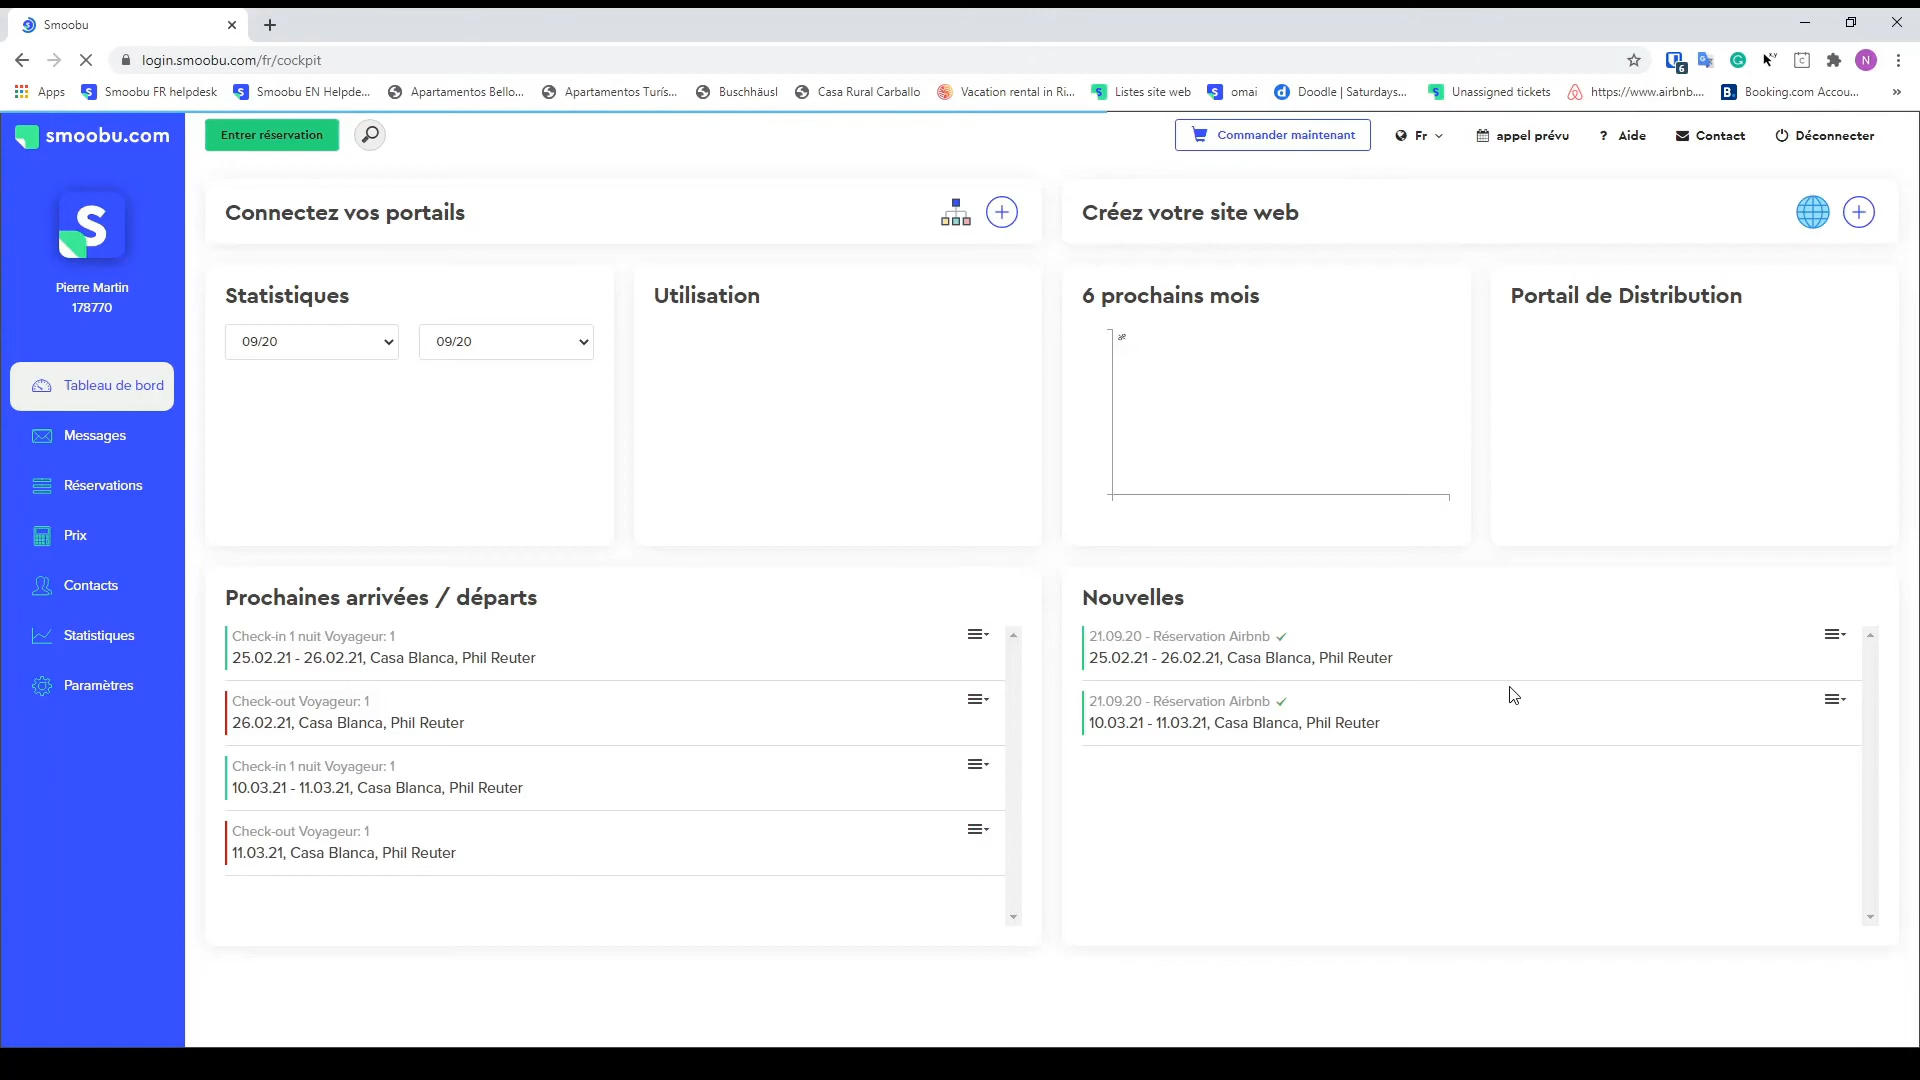 Smoobu
login.smoobu.com/fr/cockpit
6
N
Apps
Smoobu FR helpdesk
Smoobu EN Helpde...
Apartamentos Bello...
Apartamentos Turís...
Buschhäusl
Casa Rural Carballo
Vacation rental in Ri...
Listes site web
omai
Doodle | Saturdays...
Unassigned tickets
https://www.airbnb....
Booking.com Accou...
smoobu.com
Entrer réservation
Commander maintenant
Fr
appel prévu
? Aide
Contact
Déconnecter
Pierre Martin
178770
Tableau de bord
Messages
Réservations
Prix
Contacts
Statistiques
Paramètres
Connectez vos portails
Créez votre site web
Statistiques
09/20
09/20
Utilisation
6 prochains mois
%
Portail de Distribution
Prochaines arrivées / départs
Check-in 1 nuit Voyageur: 1
25.02.21 - 26.02.21, Casa Blanca, Phil Reuter
Check-out Voyageur: 1
26.02.21, Casa Blanca, Phil Reuter
Check-in 1 nuit Voyageur: 1
10.03.21 - 11.03.21, Casa Blanca, Phil Reuter
Check-out Voyageur: 1
11.03.21, Casa Blanca, Phil Reuter
Nouvelles
21.09.20 - Réservation Airbnb
25.02.21 - 26.02.21, Casa Blanca, Phil Reuter
21.09.20 - Réservation Airbnb
10.03.21 - 11.03.21, Casa Blanca, Phil Reuter